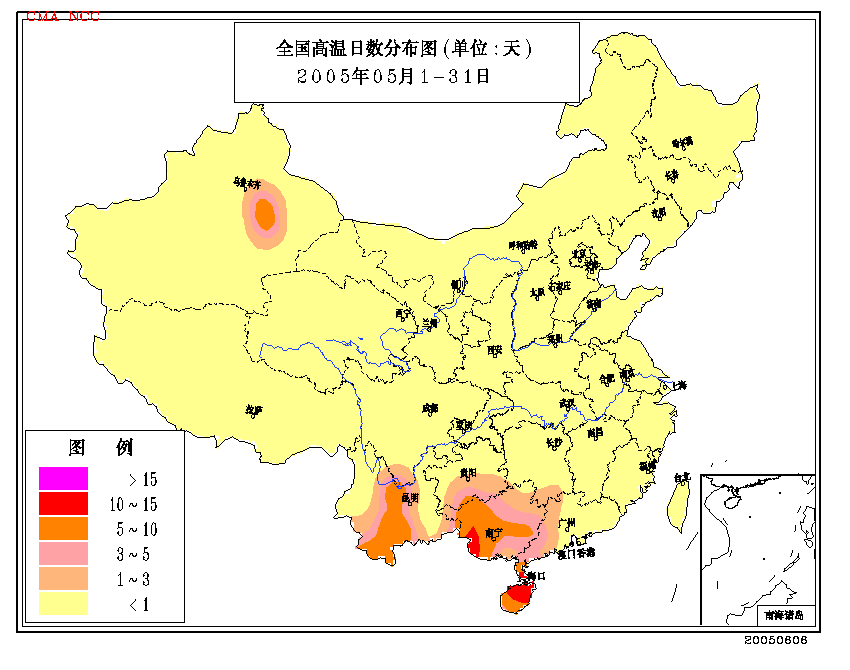 CMA NCC
全国高温日数分布图(单位:天)
2005年05月1-31日
哈尔滨
长春
沈阳
乌鲁木齐
呼和浩特
北京
天津
银川
太原
石家庄
济南
西宁
兰州
郑州
西安
合肥
南京
上海
拉萨
成都
武汉
重庆
南昌
长沙
贵阳
福州
台北
昆明
广州
南宁
澳门
香港
海口
图 例
>15
10~15
5~10
3~5
1~3
<1
南海诸岛
20050606